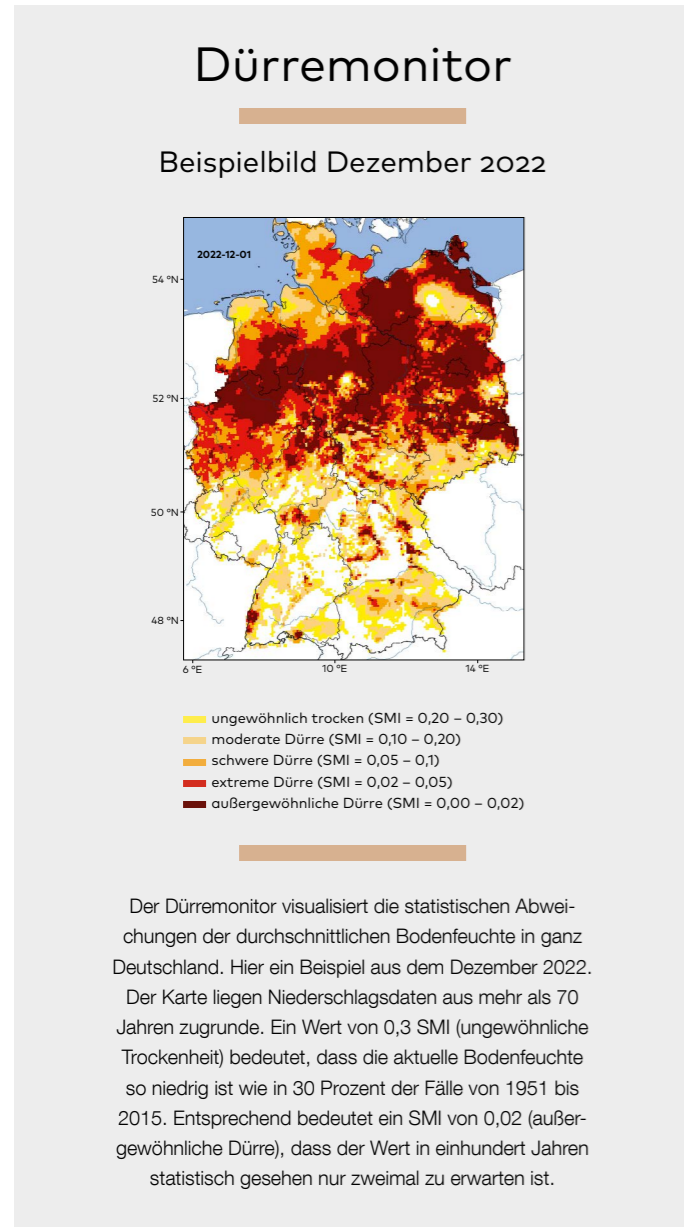 Dürremonitor
Beispielbild Dezember 2022
2022-12-01
54 °N
52 °N
50 °N
48 °N
6 °E
10 °E
14 °E
ungewöhnlich trocken (SMI = 0,20 – 0,30)
moderate Dürre (SMI = 0,10 – 0,20)
schwere Dürre (SMI = 0,05 – 0,1)
extreme Dürre (SMI = 0,02 – 0,05)
außergewöhnliche Dürre (SMI = 0,00 – 0,02)
Der Dürremonitor visualisiert die statistischen Abwei-
chungen der durchschnittlichen Bodenfeuchte in ganz
Deutschland. Hier ein Beispiel aus dem Dezember 2022.
Der Karte liegen Niederschlagsdaten aus mehr als 70
Jahren zugrunde. Ein Wert von 0,3 SMI (ungewöhnliche
Trockenheit) bedeutet, dass die aktuelle Bodenfeuchte
so niedrig ist wie in 30 Prozent der Fälle von 1951 bis
2015. Entsprechend bedeutet ein SMI von 0,02 (außer-
gewöhnliche Dürre), dass der Wert in einhundert Jahren
statistisch gesehen nur zweimal zu erwarten ist.